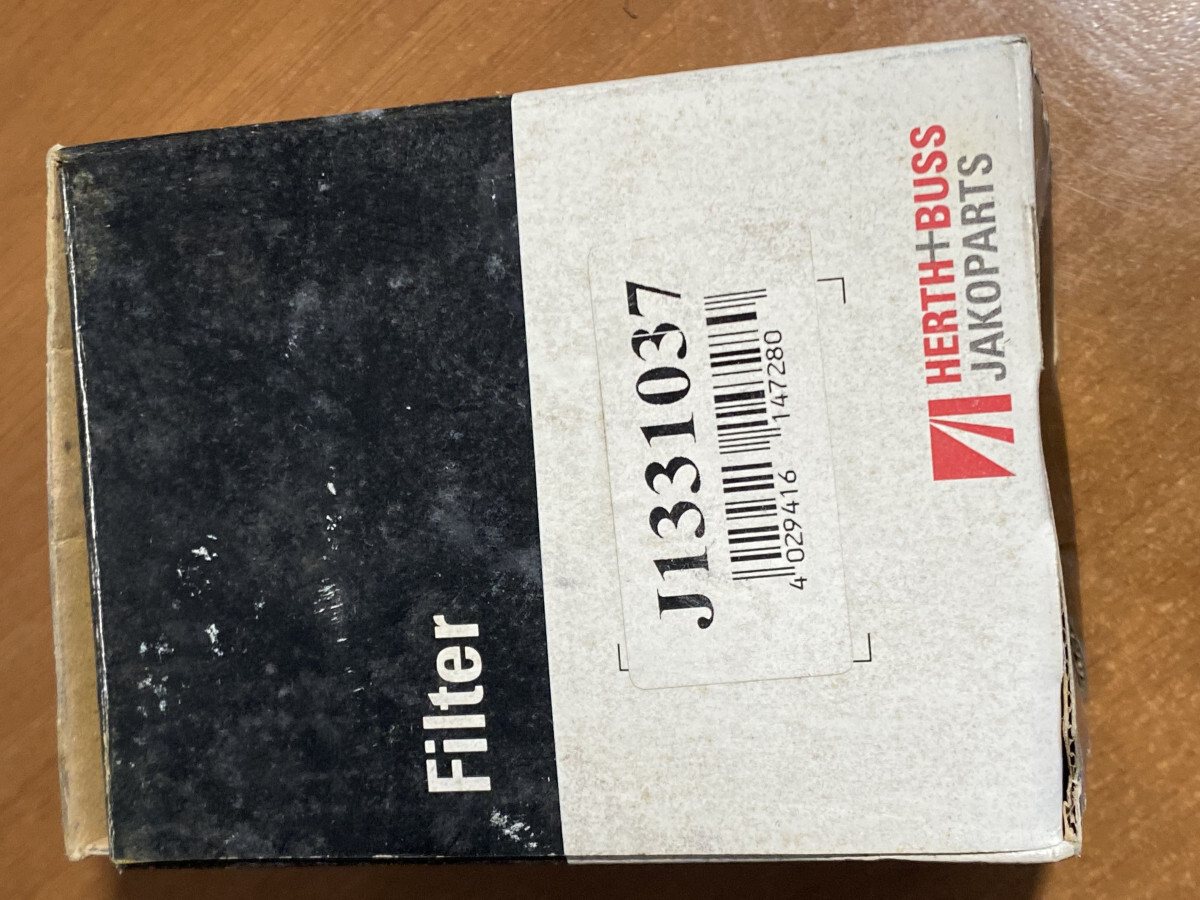 Filter
J1331037
4 029416 147280
HERTH+BUSS
JAKOPARTS